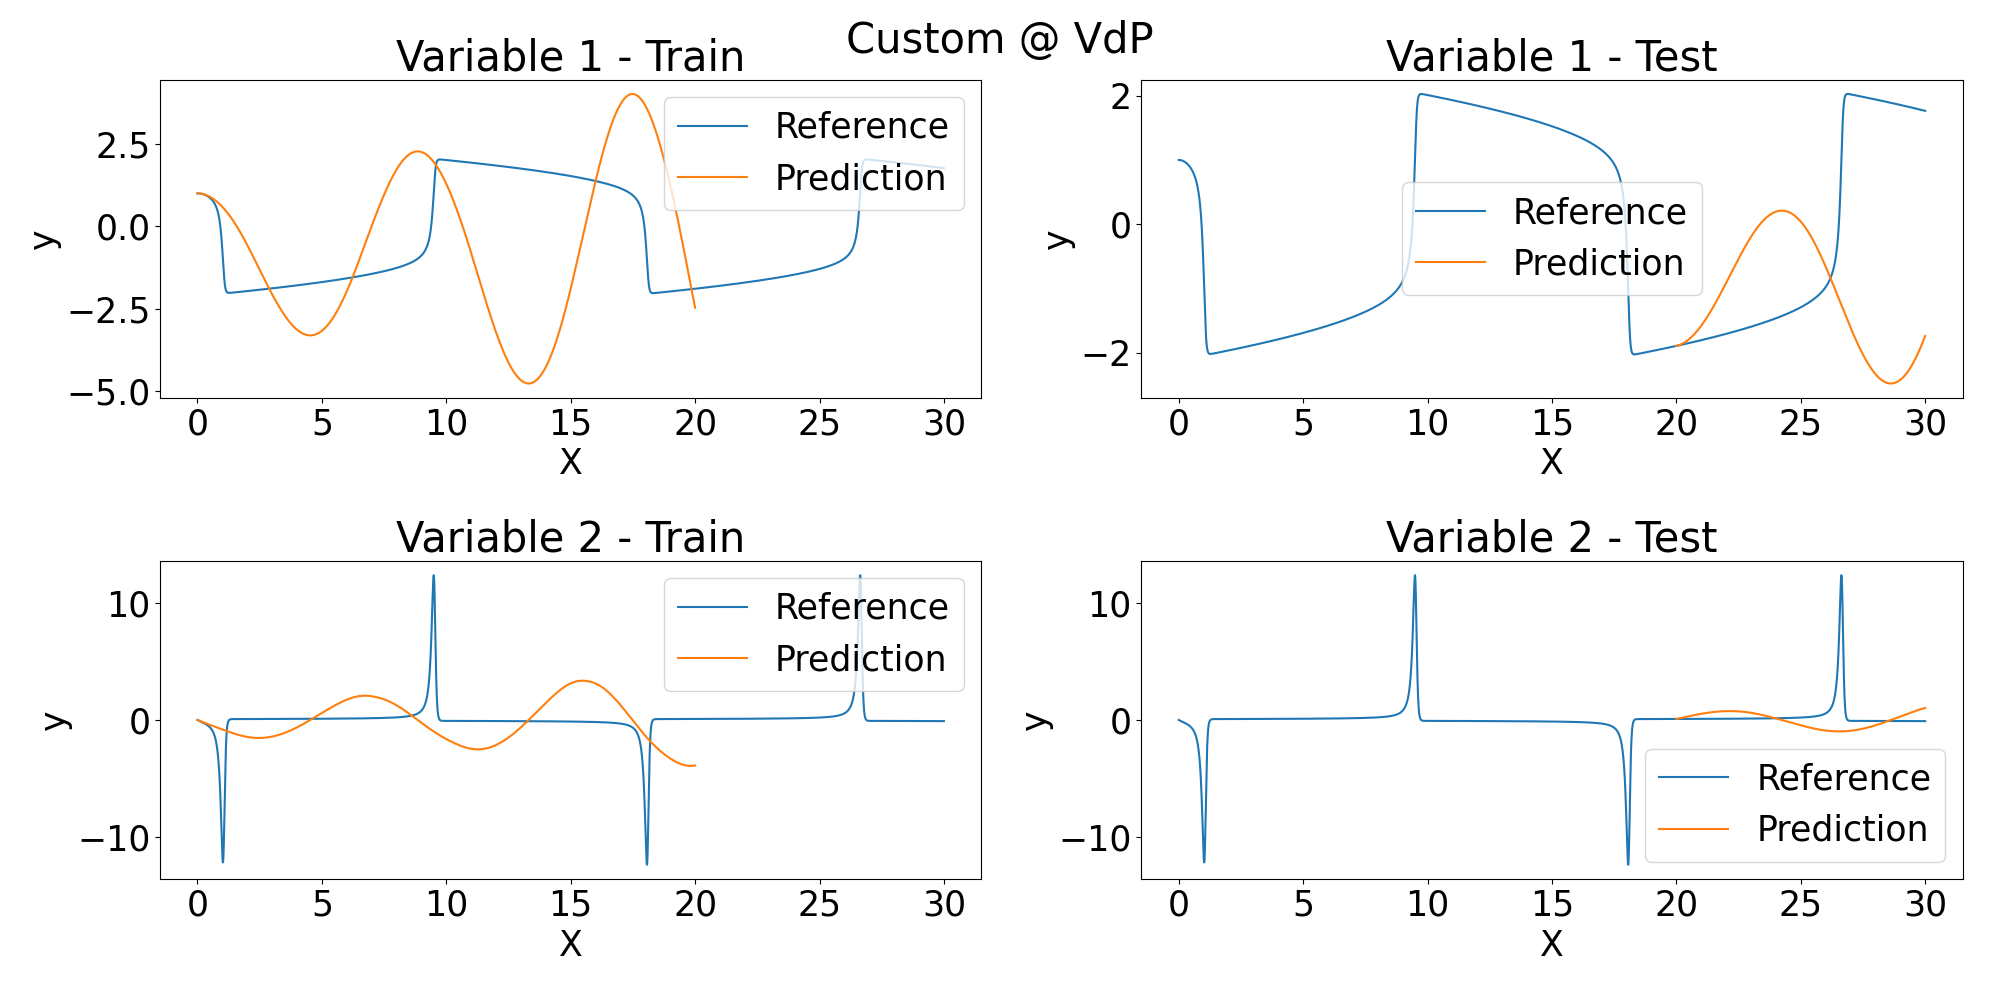 Custom @ VdP
Variable 1 - Train
y
2.5
0.0
−2.5
−5.0
0 5 10 15 20 25 30
X
Reference
Prediction
Variable 1 - Test
y
2
0
−2
0 5 10 15 20 25 30
X
Reference
Prediction
Variable 2 - Train
y
10
0
−10
0 5 10 15 20 25 30
X
Reference
Prediction
Variable 2 - Test
y
10
0
−10
0 5 10 15 20 25 30
X
Reference
Prediction